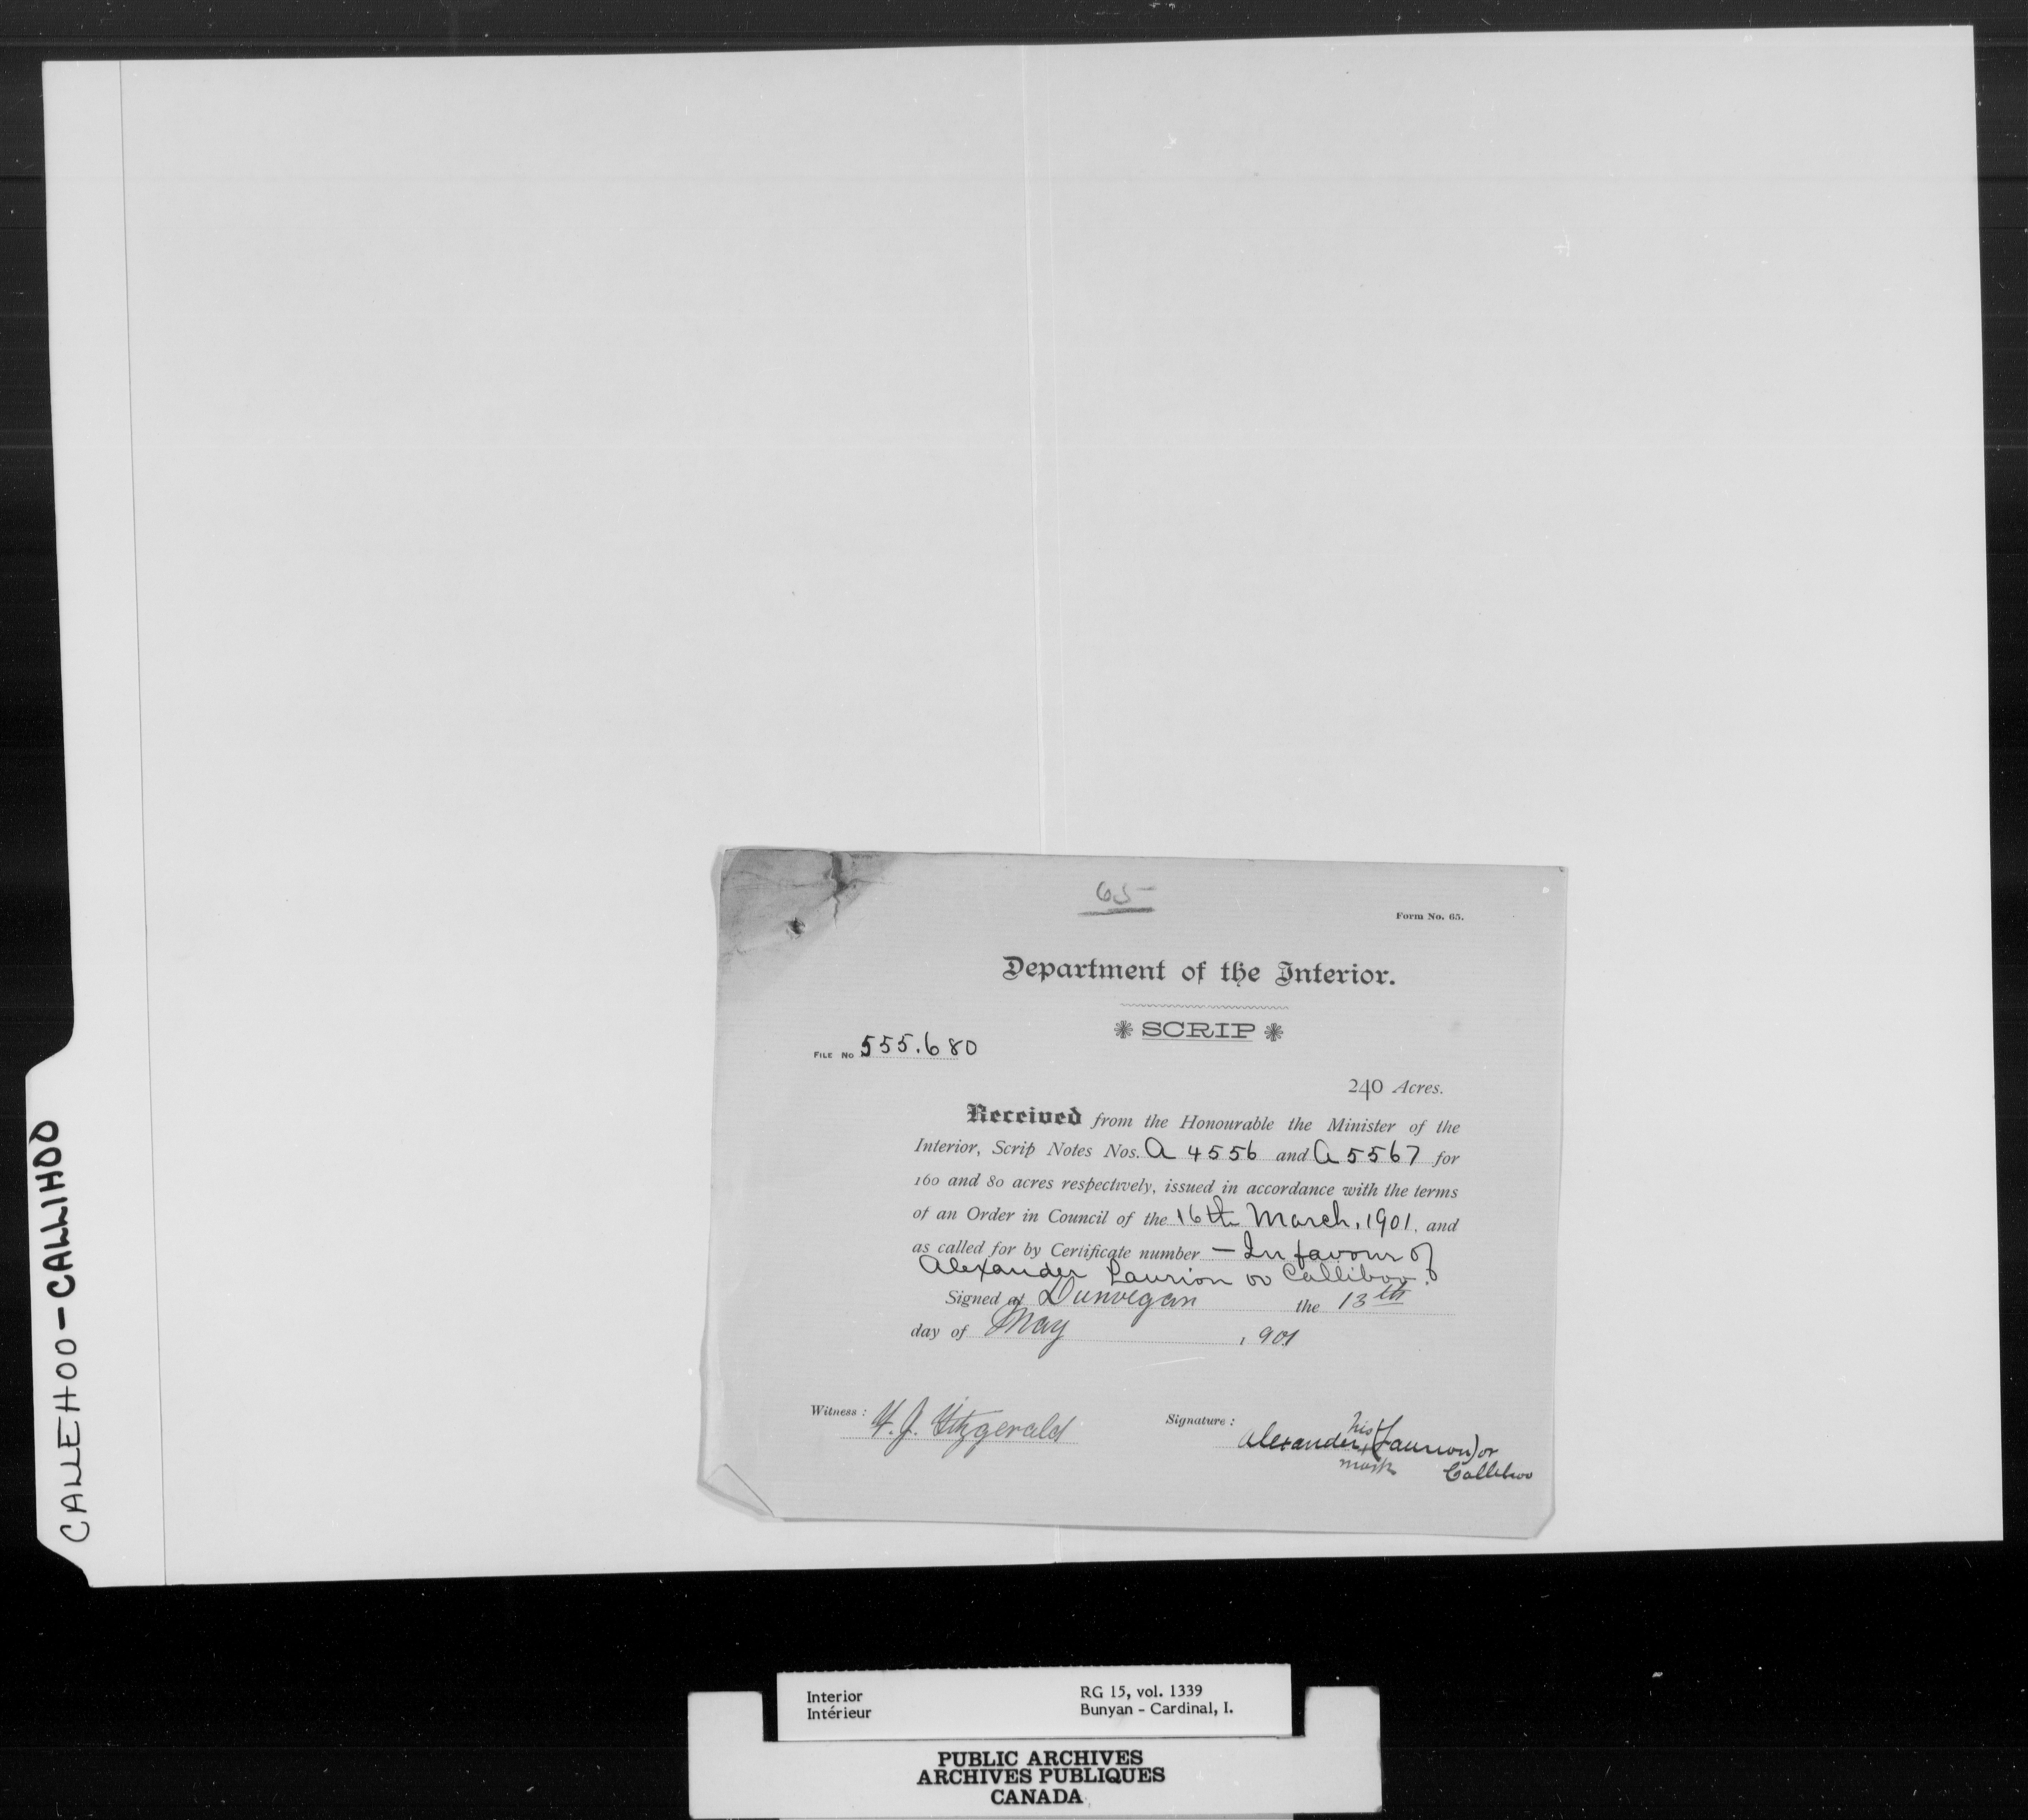 CALLEHOO-CALLIHOO
65
Form No. 65.
Department of the Interior.
SCRIP
FILE No 555.680
240 Acres.
Received from the Honourable the Minister of the
Interior, Scrip Notes Nos. A 4556 and A 5567 for
160 and 80 acres respectively, issued in accordance with the terms
of an Order in Council of the 16th March, 1901. and
as called for by Certificate number — In favour of
Alexander Laurion or Callihoo.
Signed at Dunvegan the 13th
day of May , 901
Witness: Signature:
Fitzgerald
his
Alexander x (Laurion) or
mark Callihoo
Interior RG 15, vol. 1339
Intérieur Bunyan - Cardinal, I.
PUBLIC ARCHIVES
ARCHIVES PUBLIQUES
CANADA